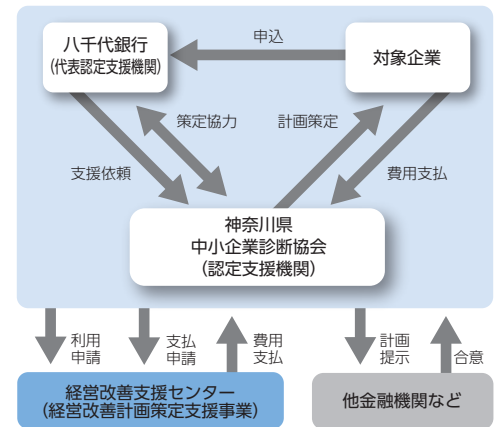 八千代銀行
(代表認定支援機関)
申込
対象企業
策定協力
計画策定
支援依頼
費用支払
神奈川県
中小企業診断協会
(認定支援機関)
利用
申請
支払
申請
費用
支払
計画
提示
合意
経営改善支援センター
(経営改善計画策定支援事業)
他金融機関など